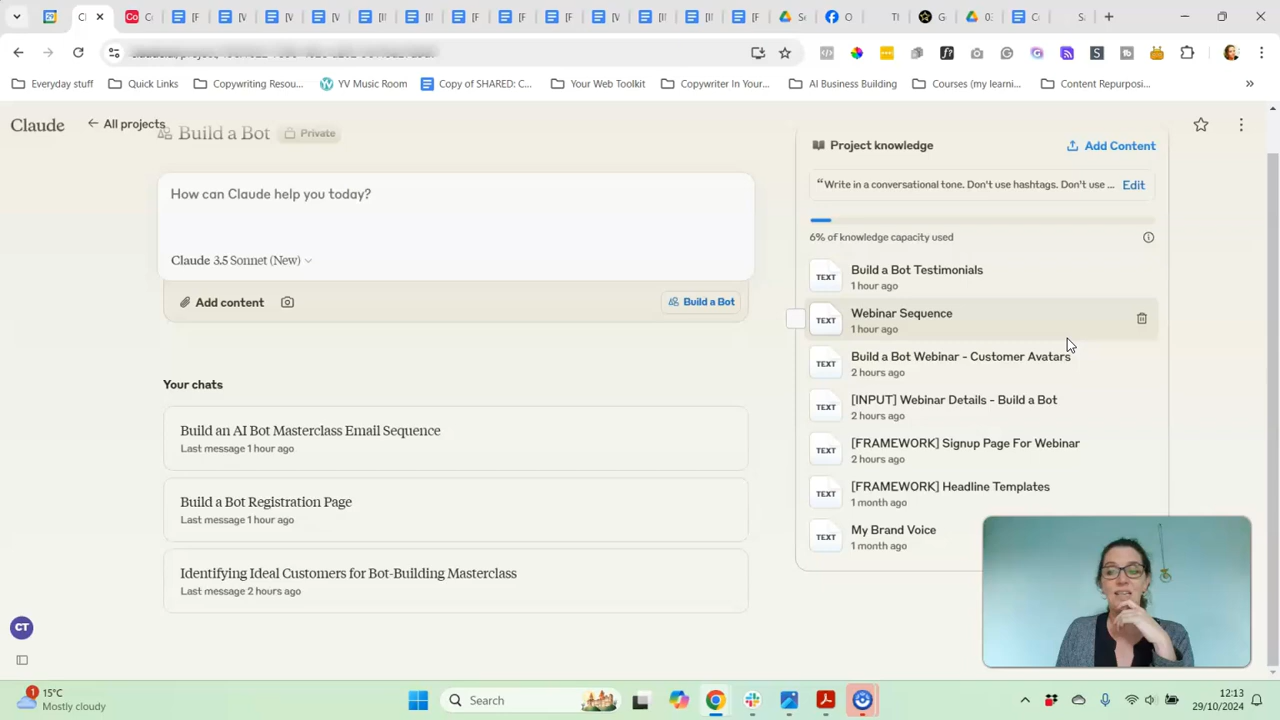 Everyday stuff
Quick Links
Copywriting Resou...
YV Music Room
Copy of SHARED: C...
Your Web Toolkit
Copywriter In Your...
AI Business Building
Courses (my learni...
Content Repurposi...
Claude
All projects
Build a Bot
Private
How can Claude help you today?
Claude 3.5 Sonnet (New)
Add content
Build a Bot
Your chats
Build an AI Bot Masterclass Email Sequence
Last message 1 hour ago
Build a Bot Registration Page
Last message 1 hour ago
Identifying Ideal Customers for Bot-Building Masterclass
Last message 2 hours ago
Project knowledge
Add Content
“Write in a conversational tone. Don't use hashtags. Don't use ...
Edit
6% of knowledge capacity used
TEXT
Build a Bot Testimonials
1 hour ago
TEXT
Webinar Sequence
1 hour ago
TEXT
Build a Bot Webinar - Customer Avatars
2 hours ago
TEXT
[INPUT] Webinar Details - Build a Bot
2 hours ago
TEXT
[FRAMEWORK] Signup Page For Webinar
2 hours ago
TEXT
[FRAMEWORK] Headline Templates
1 month ago
TEXT
My Brand Voice
1 month ago
CT
1
15°C
Mostly cloudy
Search
12:13
29/10/2024